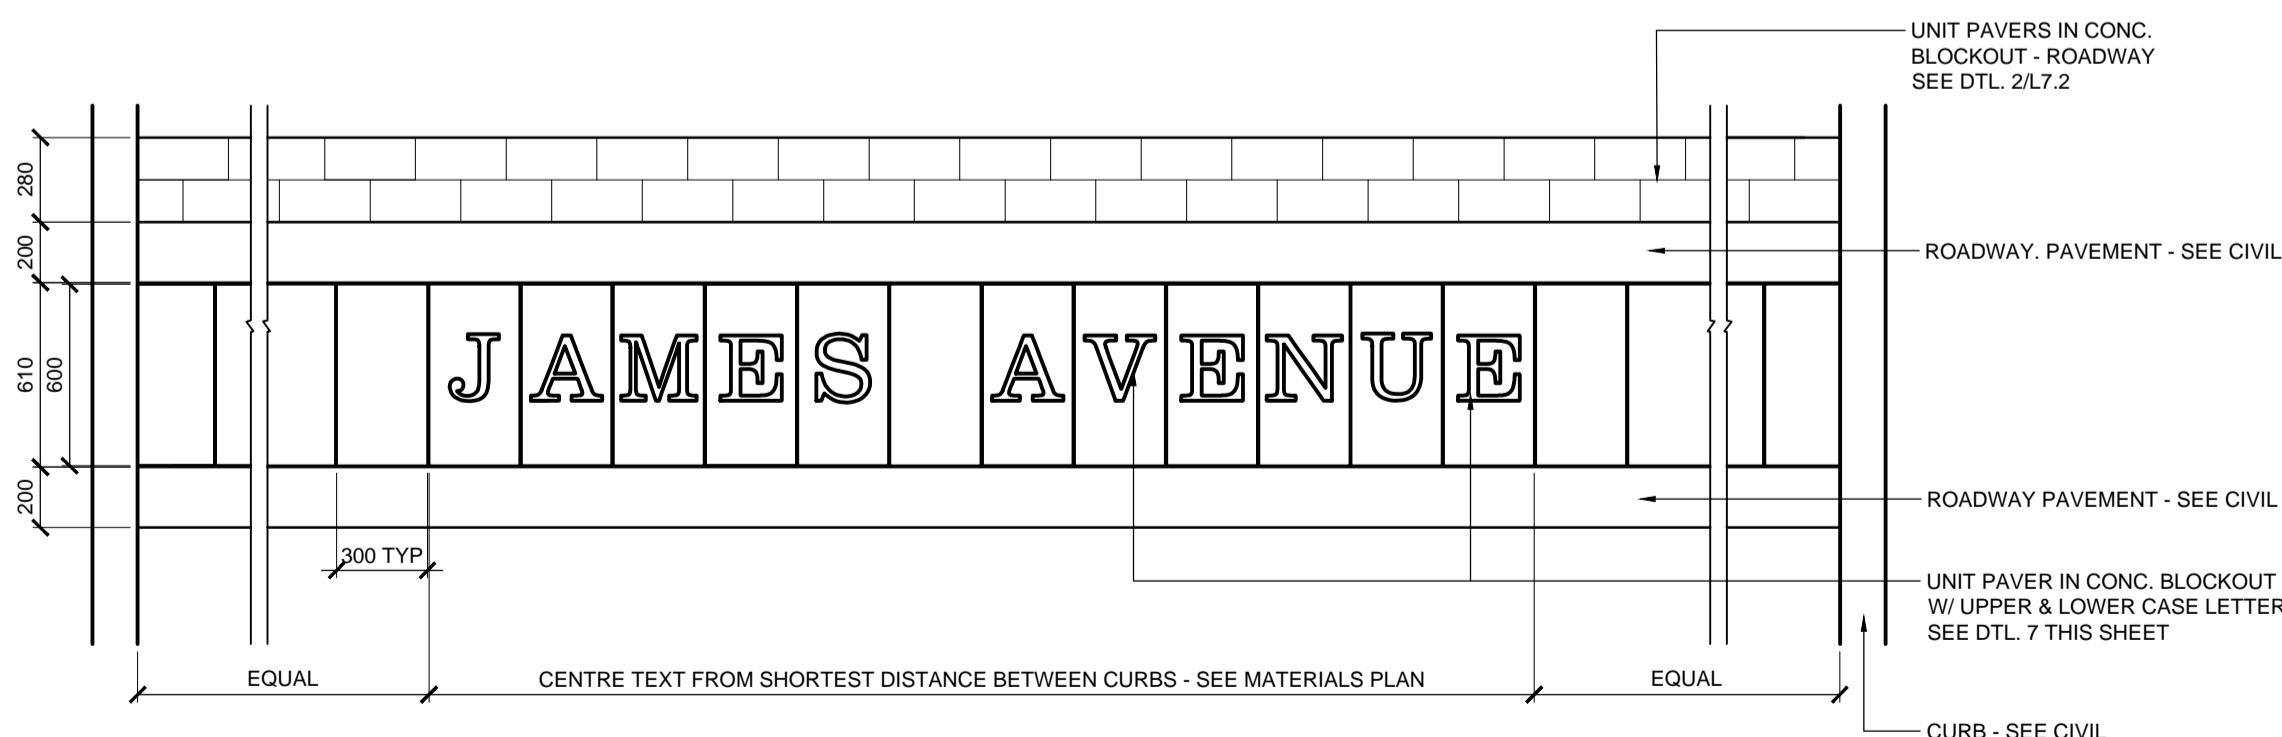 UNIT PAVERS IN CONC.
BLOCKOUT - ROADWAY
SEE DTL. 2/L7.2
280
200
ROADWAY. PAVEMENT - SEE CIVIL
610
600
JAMES AVENUE
200
ROADWAY PAVEMENT - SEE CIVIL
300 TYP
UNIT PAVER IN CONC. BLOCKOUT
W/ UPPER & LOWER CASE LETTER
SEE DTL. 7 THIS SHEET
EQUAL
CENTRE TEXT FROM SHORTEST DISTANCE BETWEEN CURBS - SEE MATERIALS PLAN
EQUAL
CURB - SEE CIVIL